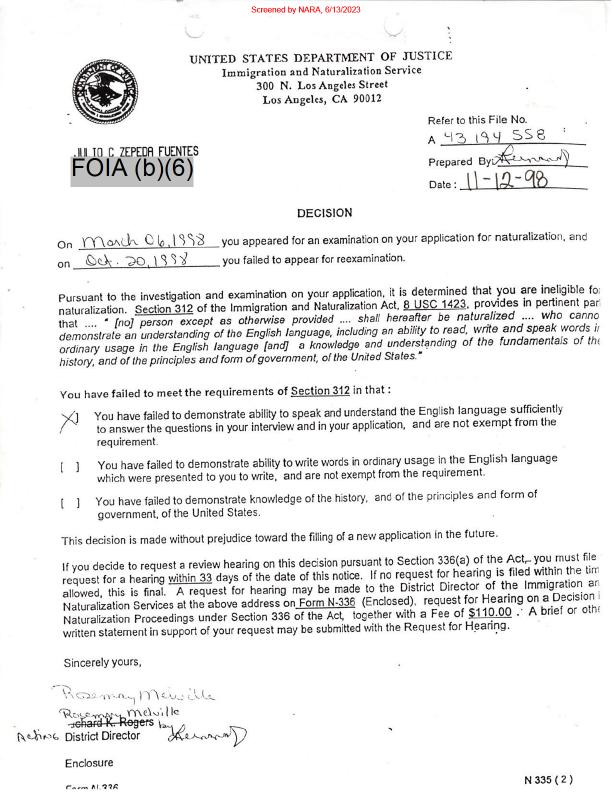 Screened by NARA, 6/13/2023
UNITED STATES DEPARTMENT OF JUSTICE
Immigration and Naturalization Service
300 N. Los Angeles Street
Los Angeles, CA 90012
Refer to this File No.
A 43 194 558
JULIO C ZEPEDA FUENTES
FOIA (b)(6)
Prepared By:
Date: 11-12-98
DECISION
On March 06, 1998 you appeared for an examination on your application for naturalization, and
on Oct. 20, 1998 you failed to appear for reexamination.
Pursuant to the investigation and examination on your application, it is determined that you are ineligible fo
naturalization. Section 312 of the Immigration and Naturalization Act, 8 USC 1423, provides in pertinent par
that .... " [no] person except as otherwise provided .... shall hereafter be naturalized .... who canno
demonstrate an understanding of the English language, including an ability to read, write and speak words i
ordinary usage in the English language [and] a knowledge and understanding of the fundamentals of the
history, and of the principles and form of government, of the United States."
You have failed to meet the requirements of Section 312 in that :
[X] You have failed to demonstrate ability to speak and understand the English language sufficiently
to answer the questions in your interview and in your application, and are not exempt from the
requirement.
[ ] You have failed to demonstrate ability to write words in ordinary usage in the English language
which were presented to you to write, and are not exempt from the requirement.
[ ] You have failed to demonstrate knowledge of the history, and of the principles and form of
government, of the United States.
This decision is made without prejudice toward the filling of a new application in the future.
If you decide to request a review hearing on this decision pursuant to Section 336(a) of the Act, you must file
request for a hearing within 33 days of the date of this notice. If no request for hearing is filed within the tim
allowed, this is final. A request for hearing may be made to the District Director of the Immigration an
Naturalization Services at the above address on Form N-336 (Enclosed), request for Hearing on a Decision i
Naturalization Proceedings under Section 336 of the Act, together with a Fee of $110.00 . A brief or othe
written statement in support of your request may be submitted with the Request for Hearing.
Sincerely yours,
Rosemary Melville
Rosemary Melville
chard K. Rogers by
Acting District Director
Enclosure
Form N-336
N 335 (2)